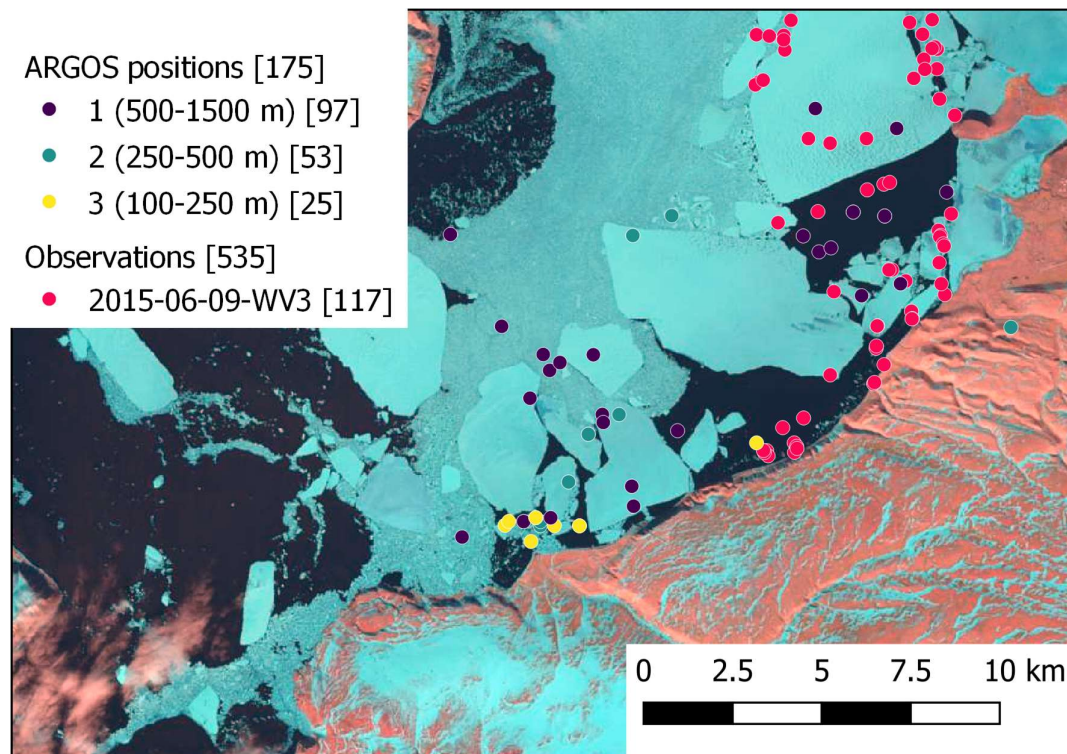 ARGOS positions [175]
1 (500-1500 m) [97]
2 (250-500 m) [53]
3 (100-250 m) [25]
Observations [535]
2015-06-09-WV3 [117]
0 2.5 5 7.5 10 km